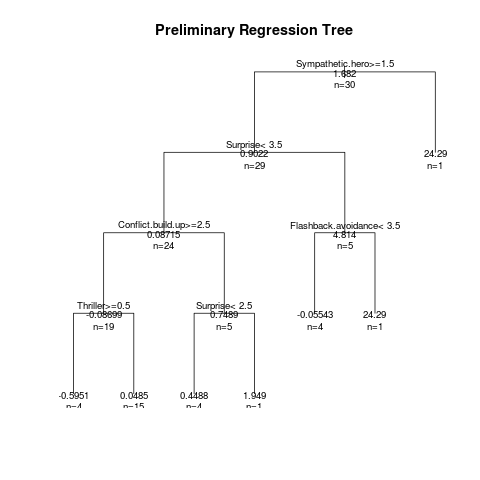 Preliminary Regression Tree
Sympathetic.hero>=1.5
1.682
n=30
Surprise< 3.5
0.9022
n=29
24.29
n=1
Conflict.build.up>=2.5
0.08715
n=24
Flashback.avoidance< 3.5
4.814
n=5
Thriller>=0.5
-0.08699
n=19
Surprise< 2.5
0.7489
n=5
-0.05543
n=4
24.29
n=1
-0.5951
n=4
0.0485
n=15
0.4488
n=4
1.949
n=1